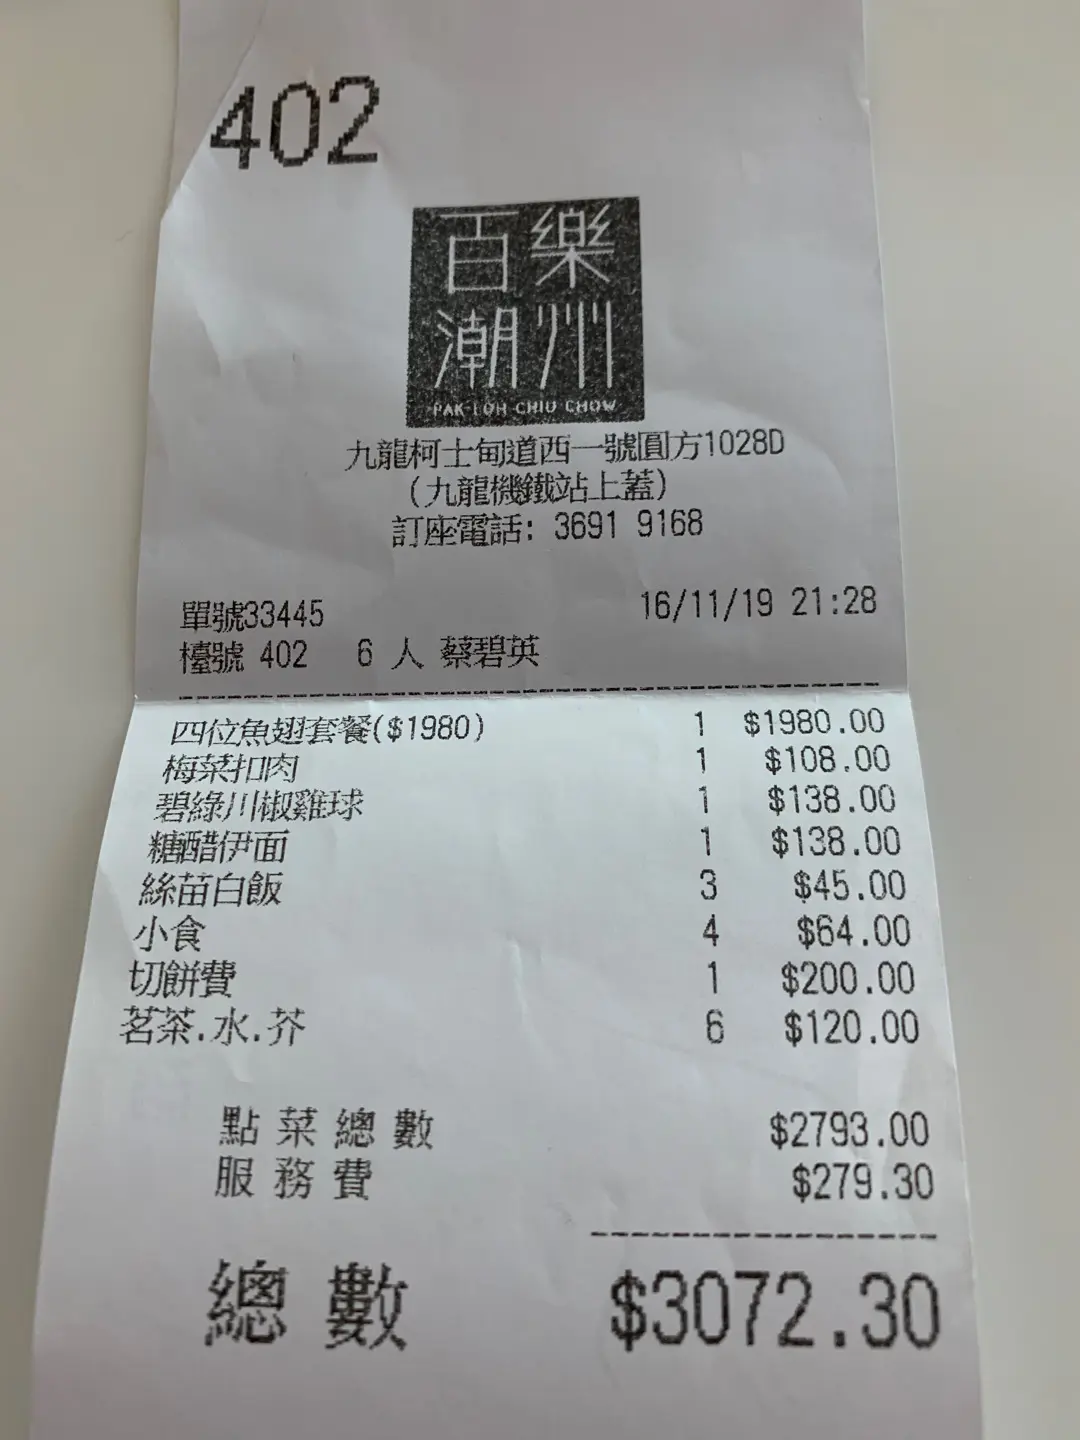 402
百樂
潮州
PAK LOH CHIU CHOW
九龍柯士甸道西一號圓方1028D
(九龍機鐵站上蓋)
訂座電話: 3691 9168
單號33445 16/11/19 21:28
檯號 402 6 人 蔡碧英
四位魚翅套餐($1980) 1 $1980.00
梅菜扣肉 1 $108.00
碧綠川椒雞球 1 $138.00
糖醋伊面 1 $138.00
絲苗白飯 3 $45.00
小食 4 $64.00
切餅費 1 $200.00
茗茶.水.芥 6 $120.00
點菜總數 $2793.00
服務費 $279.30
總數 $3072.30